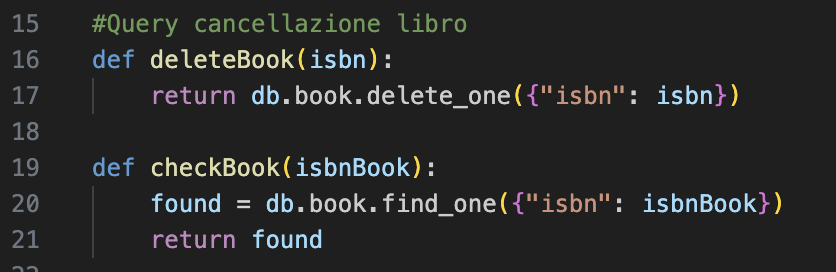 15 #Query cancellazione libro
16 def deleteBook(isbn):
17 return db.book.delete_one({"isbn": isbn})
18
19 def checkBook(isbnBook):
20 found = db.book.find_one({"isbn": isbnBook})
21 return found